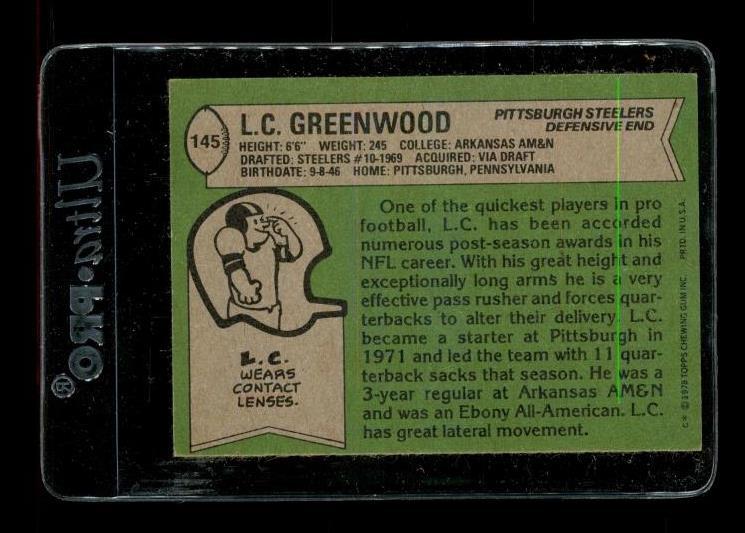 145
L.C. GREENWOOD
PITTSBURGH STEELERS
DEFENSIVE END
HEIGHT: 6'6" WEIGHT: 245 COLLEGE: ARKANSAS AM&N
DRAFTED: STEELERS #10-1969 ACQUIRED: VIA DRAFT
BIRTHDATE: 9-8-46 HOME: PITTSBURGH, PENNSYLVANIA
One of the quickest players in pro
football, L.C. has been accorded
numerous post-season awards in his
NFL career. With his great height and
exceptionally long arms he is a very
effective pass rusher and forces quar-
terbacks to alter their delivery. L.C.
became a starter at Pittsburgh in
1971 and led the team with 11 quar-
terback sacks that season. He was a
3-year regular at Arkansas AM&N
and was an Ebony All-American. L.C.
has great lateral movement.
L.C.
WEARS
CONTACT
LENSES.
C* © 1978 TOPPS CHEWING GUM INC. PRTD. IN U.S.A.
Ultra•PRO®